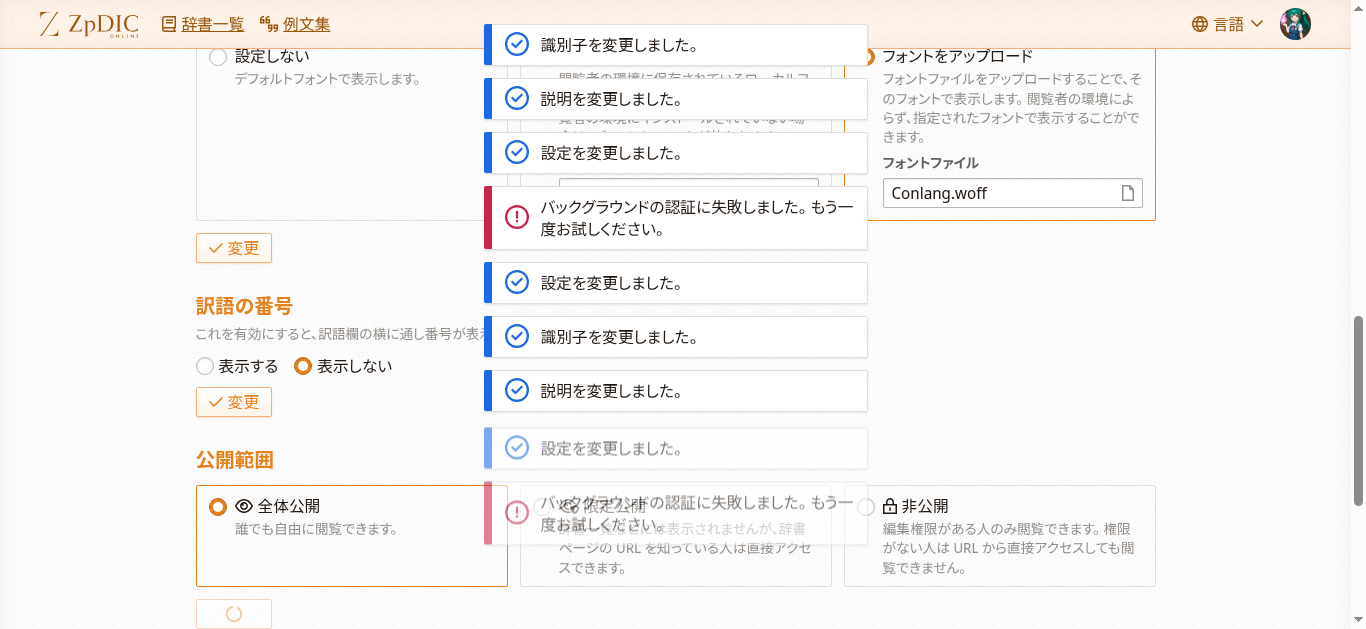 ZpDIC
ONLINE
辞書一覧
例文集
言語
設定しない
デフォルトフォントで表示します。
フォントをアップロード
フォントファイルをアップロードすることで、そ
のフォントで表示します。閲覧者の環境によ
らず、指定されたフォントで表示することがで
きます。
フォントファイル
Conlang.woff
変更
識別子を変更しました。
説明を変更しました。
設定を変更しました。
バックグラウンドの認証に失敗しました。もう一
度お試しください。
設定を変更しました。
識別子を変更しました。
説明を変更しました。
設定を変更しました。
バックグラウンドの認証に失敗しました。もう一
度お試しください。
訳語の番号
これを有効にすると、訳語欄の横に通し番号が表示
表示する
表示しない
変更
公開範囲
全体公開
誰でも自由に閲覧できます。
限定公開
辞書一覧などには表示されませんが、辞書
ページの URL を知っている人は直接アクセ
スできます。
非公開
編集権限がある人のみ閲覧できます。権限
がない人は URL から直接アクセスしても閲
覧できません。